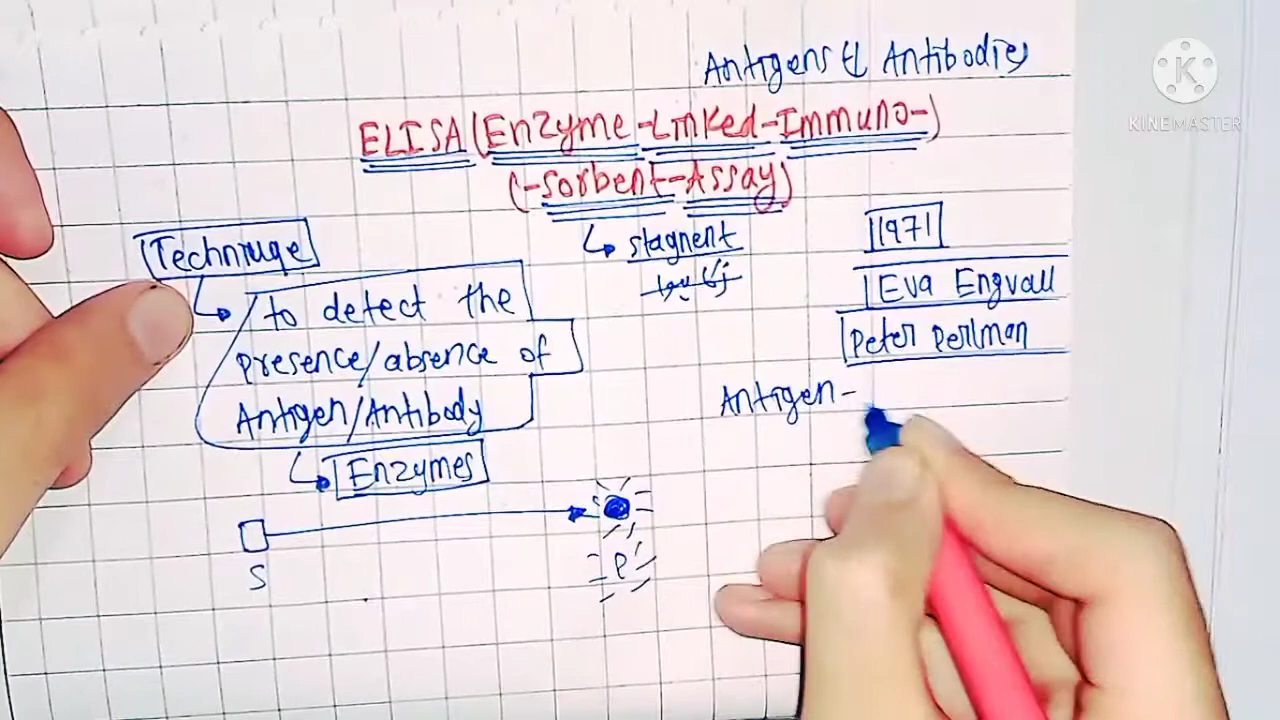 Antigens & Antibodies
ELISA (Enzyme-Linked-Immuno-)
(-Sorbent-Assay)
Technique
to detect the
presence/absence of
Antigen/Antibody
Enzymes
S
P
stagnent
1971
Eva Engvall
Peter Perlman
Antigen-
KINEMASTER